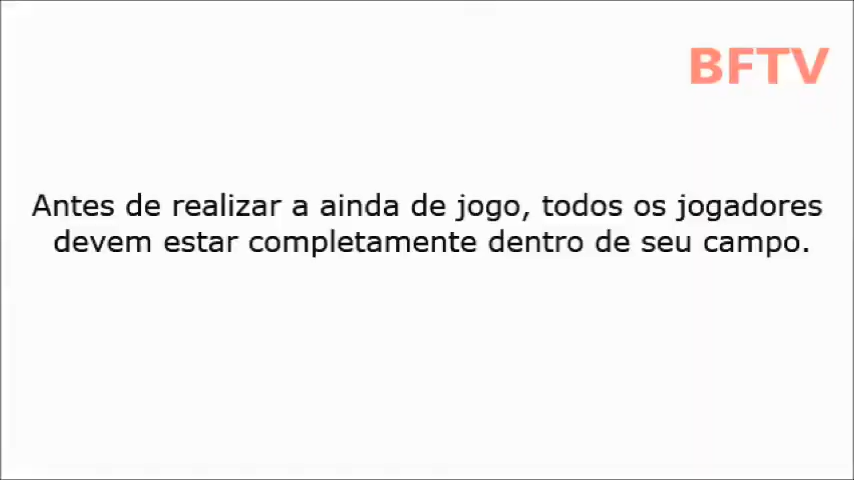 BFTV
Antes de realizar a ainda de jogo, todos os jogadores
devem estar completamente dentro de seu campo.